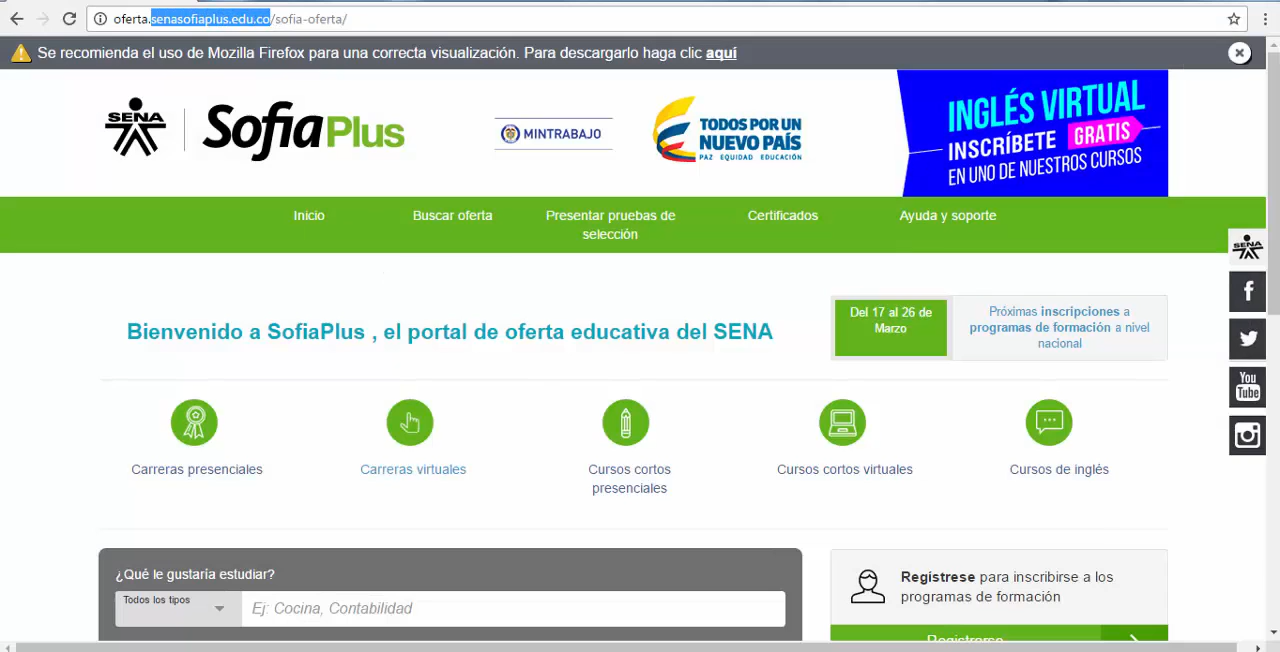 oferta.senasofiaplus.edu.co/sofia-oferta/
Se recomienda el uso de Mozilla Firefox para una correcta visualización. Para descargarlo haga clic aquí
SENA
SofiaPlus
MINTRABAJO
TODOS POR UN
NUEVO PAÍS
PAZ EQUIDAD EDUCACIÓN
INGLÉS VIRTUAL
INSCRÍBETE GRATIS
EN UNO DE NUESTROS CURSOS
Inicio
Buscar oferta
Presentar pruebas de
selección
Certificados
Ayuda y soporte
SENA
Bienvenido a SofiaPlus , el portal de oferta educativa del SENA
Del 17 al 26 de
Marzo
Próximas inscripciones a
programas de formación a nivel
nacional
You
Tube
Carreras presenciales
Carreras virtuales
Cursos cortos
presenciales
Cursos cortos virtuales
Cursos de inglés
¿Qué le gustaría estudiar?
Todos los tipos
Ej: Cocina, Contabilidad
Regístrese para inscribirse a los
programas de formación
Registrarse